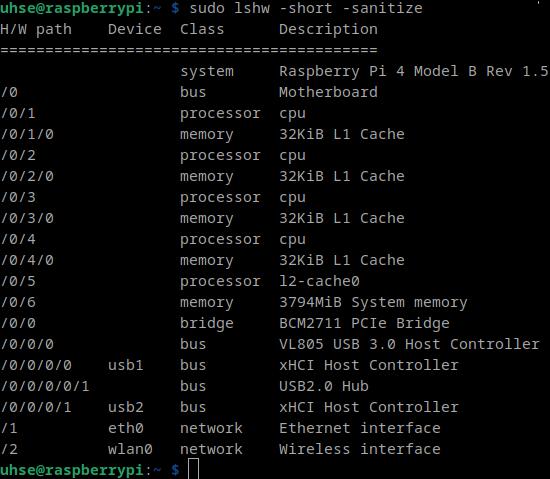 uhse@raspberrypi:~ $ sudo lshw -short -sanitize
H/W path    Device  Class      Description
==========================================
                    system     Raspberry Pi 4 Model B Rev 1.5
/0                  bus        Motherboard
/0/1                processor  cpu
/0/1/0              memory     32KiB L1 Cache
/0/2                processor  cpu
/0/2/0              memory     32KiB L1 Cache
/0/3                processor  cpu
/0/3/0              memory     32KiB L1 Cache
/0/4                processor  cpu
/0/4/0              memory     32KiB L1 Cache
/0/5                processor  l2-cache0
/0/6                memory     3794MiB System memory
/0/0                bridge     BCM2711 PCIe Bridge
/0/0/0              bus        VL805 USB 3.0 Host Controller
/0/0/0/0    usb1    bus        xHCI Host Controller
/0/0/0/0/1          bus        USB2.0 Hub
/0/0/0/1    usb2    bus        xHCI Host Controller
/1          eth0    network    Ethernet interface
/2          wlan0   network    Wireless interface
uhse@raspberrypi:~ $